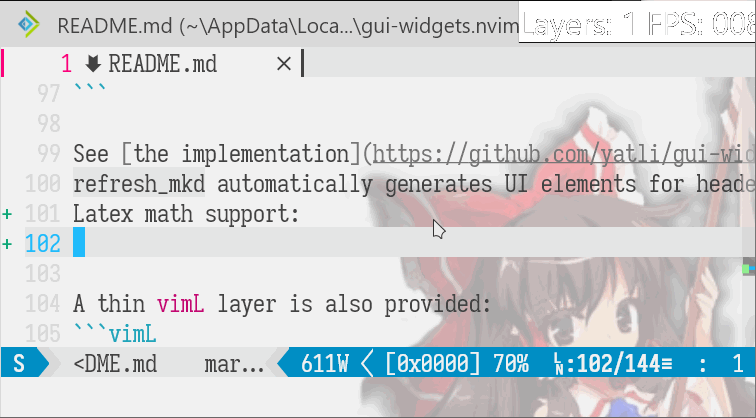 README.md (~\AppData\Loca...\gui-widgets.nvim
Layers: 1 FPS: 008
1 README.md ×
97 ```
98
99 See [the implementation](https://github.com/yatli/gui-wid
100 refresh_mkd automatically generates UI elements for heade
+ 101 Latex math support:
+ 102
103
104 A thin vimL layer is also provided:
105 ```vimL
S <DME.md mar... 611W [0x0000] 70% LN:102/144≡ : 1